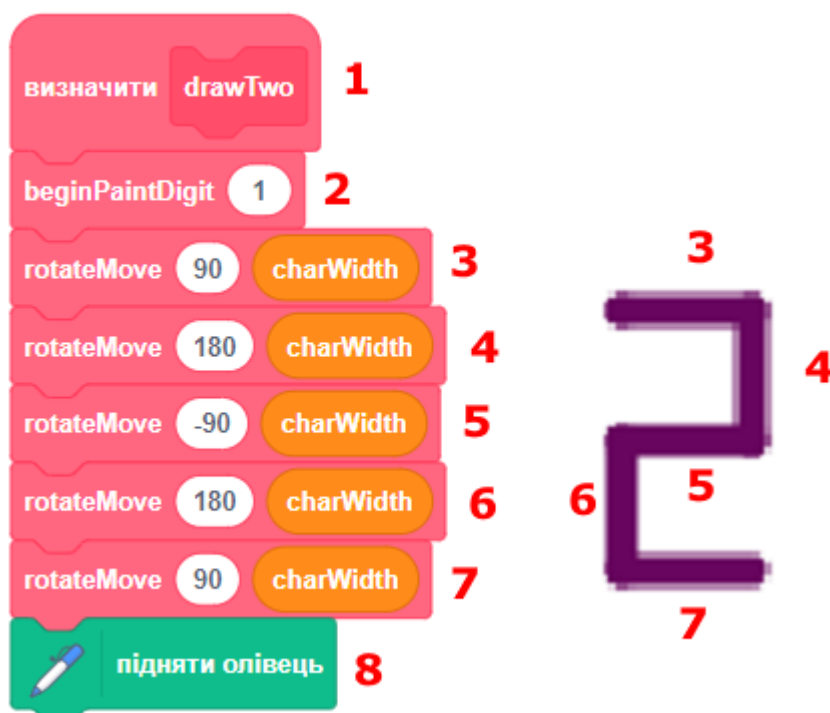 визначити drawTwo 1
beginPaintDigit 1 2
rotateMove 90 charWidth 3
rotateMove 180 charWidth 4
rotateMove -90 charWidth 5
rotateMove 180 charWidth 6
rotateMove 90 charWidth 7
підняти олівець 8
3
4
5
6
7